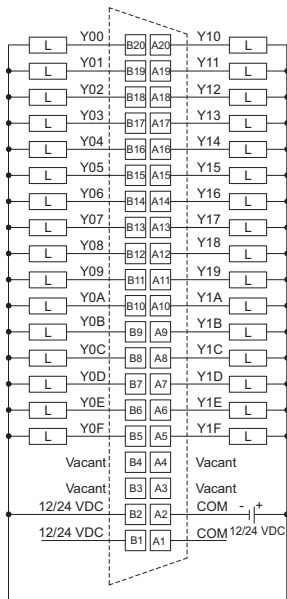 L Y00 B20 A20 Y10 L
L Y01 B19 A19 Y11 L
L Y02 B18 A18 Y12 L
L Y03 B17 A17 Y13 L
L Y04 B16 A16 Y14 L
L Y05 B15 A15 Y15 L
L Y06 B14 A14 Y16 L
L Y07 B13 A13 Y17 L
L Y08 B12 A12 Y18 L
L Y09 B11 A11 Y19 L
L Y0A B10 A10 Y1A L
L Y0B B9 A9 Y1B L
L Y0C B8 A8 Y1C L
L Y0D B7 A7 Y1D L
L Y0E B6 A6 Y1E L
L Y0F B5 A5 Y1F L
Vacant B4 A4 Vacant
Vacant B3 A3 Vacant
12/24 VDC B2 A2 COM - +
12/24 VDC B1 A1 COM 12/24 VDC